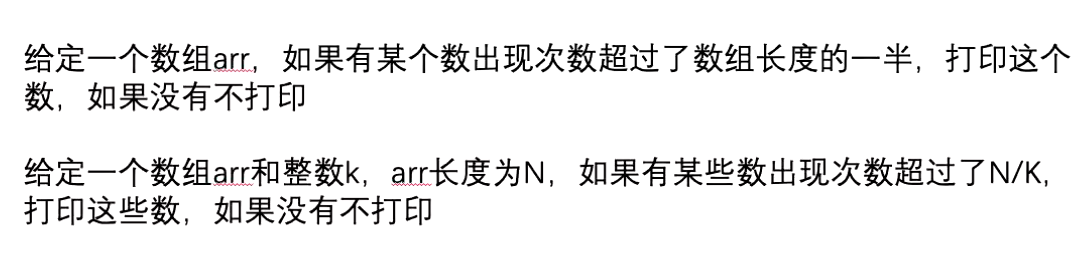 给定一个数组arr，如果有某个数出现次数超过了数组长度的一半，打印这个
数，如果没有不打印
给定一个数组arr和整数k，arr长度为N，如果有某些数出现次数超过了N/K，
打印这些数，如果没有不打印